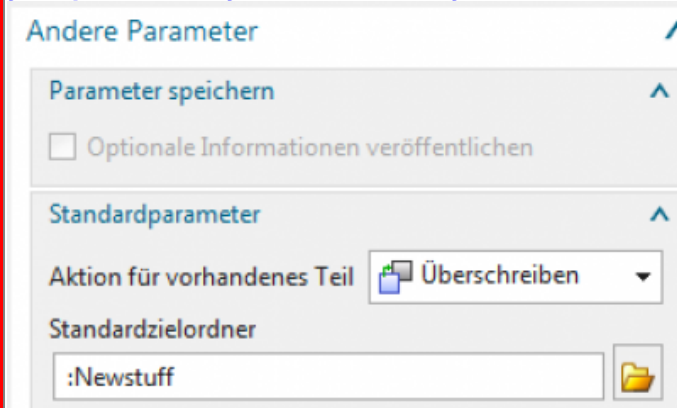 Andere Parameter
Parameter speichern
Optionale Informationen veröffentlichen
Standardparameter
Aktion für vorhandenes Teil Überschreiben
Standardzielordner
:Newstuff